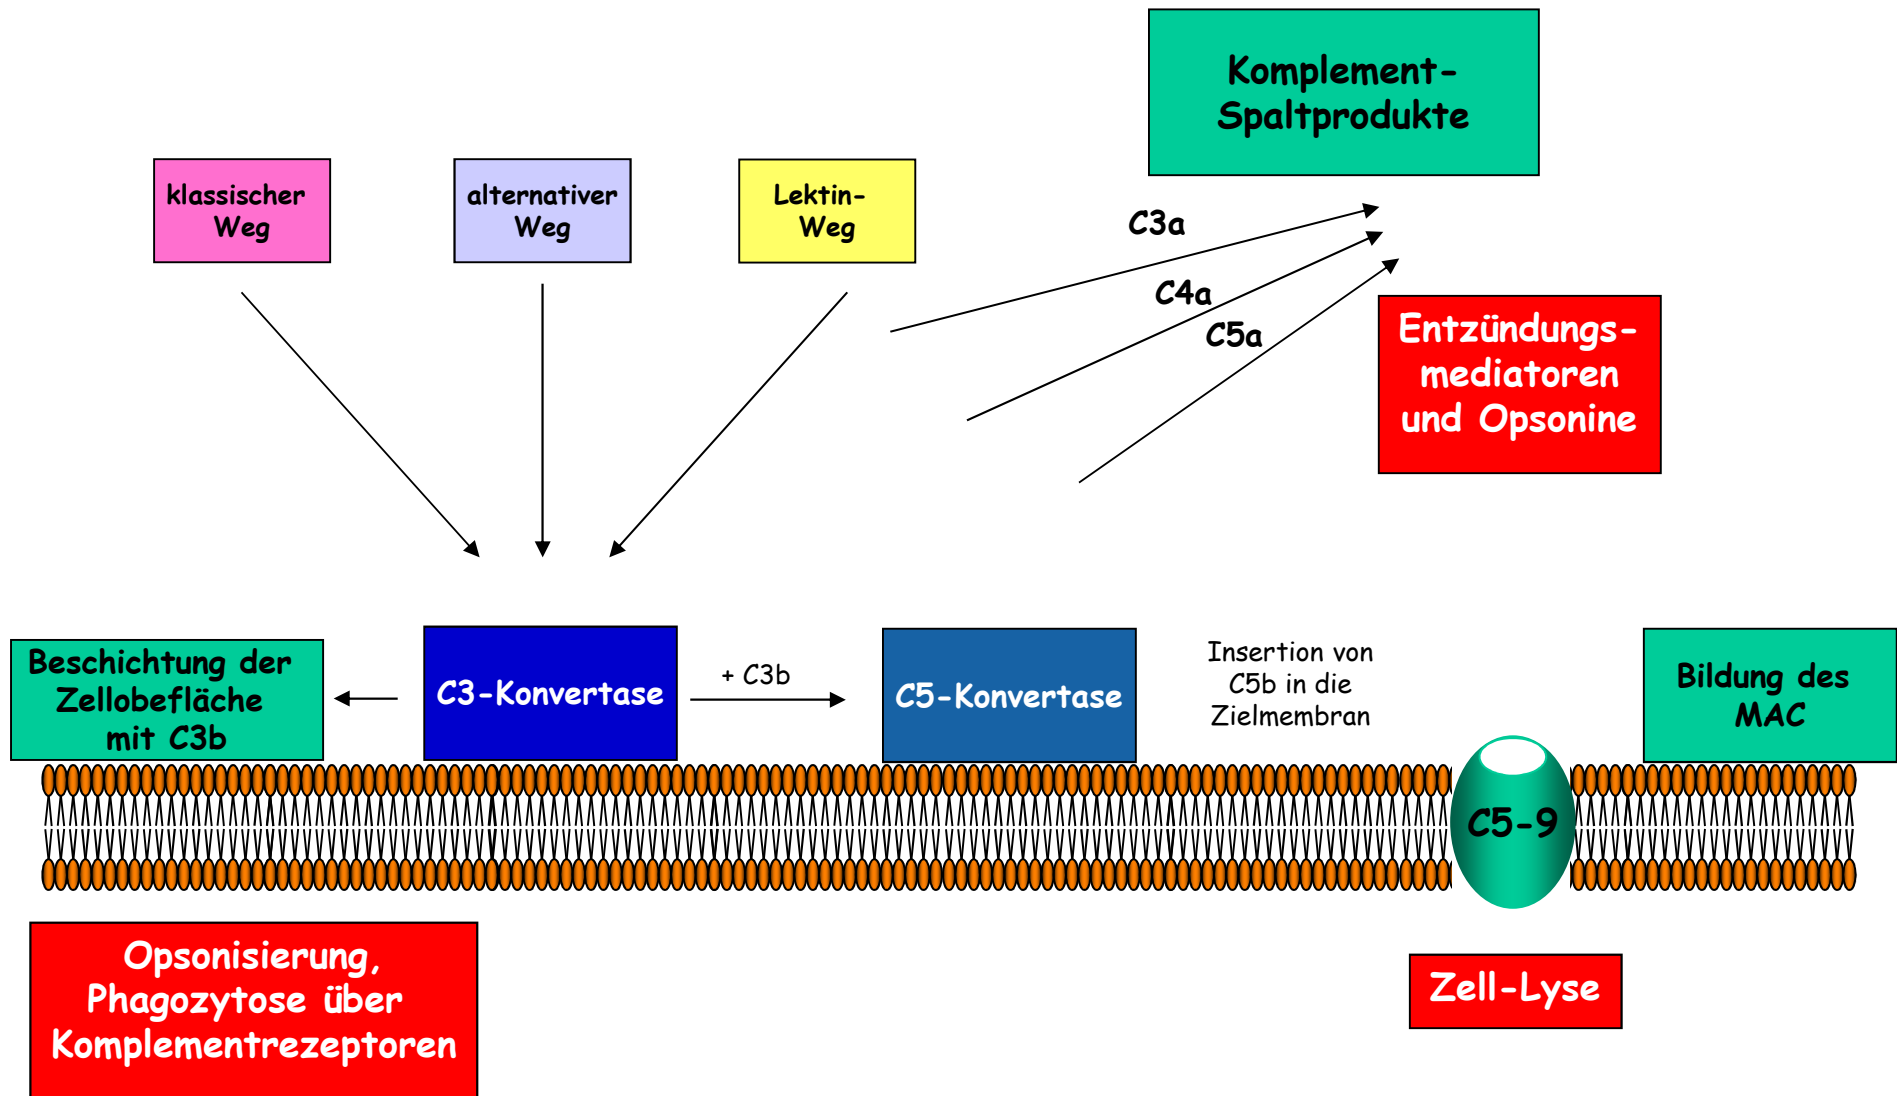 Komplement-
Spaltprodukte
klassischer
Weg
alternativer
Weg
Lektin-
Weg
C3a
C4a
C5a
Entzündungs-
mediatoren
und Opsonine
Beschichtung der
Zellobefläche
mit C3b
C3-Konvertase
+ C3b
C5-Konvertase
Insertion von
C5b in die
Zielmembran
Bildung des
MAC
C5-9
Opsonisierung,
Phagozytose über
Komplementrezeptoren
Zell-Lyse